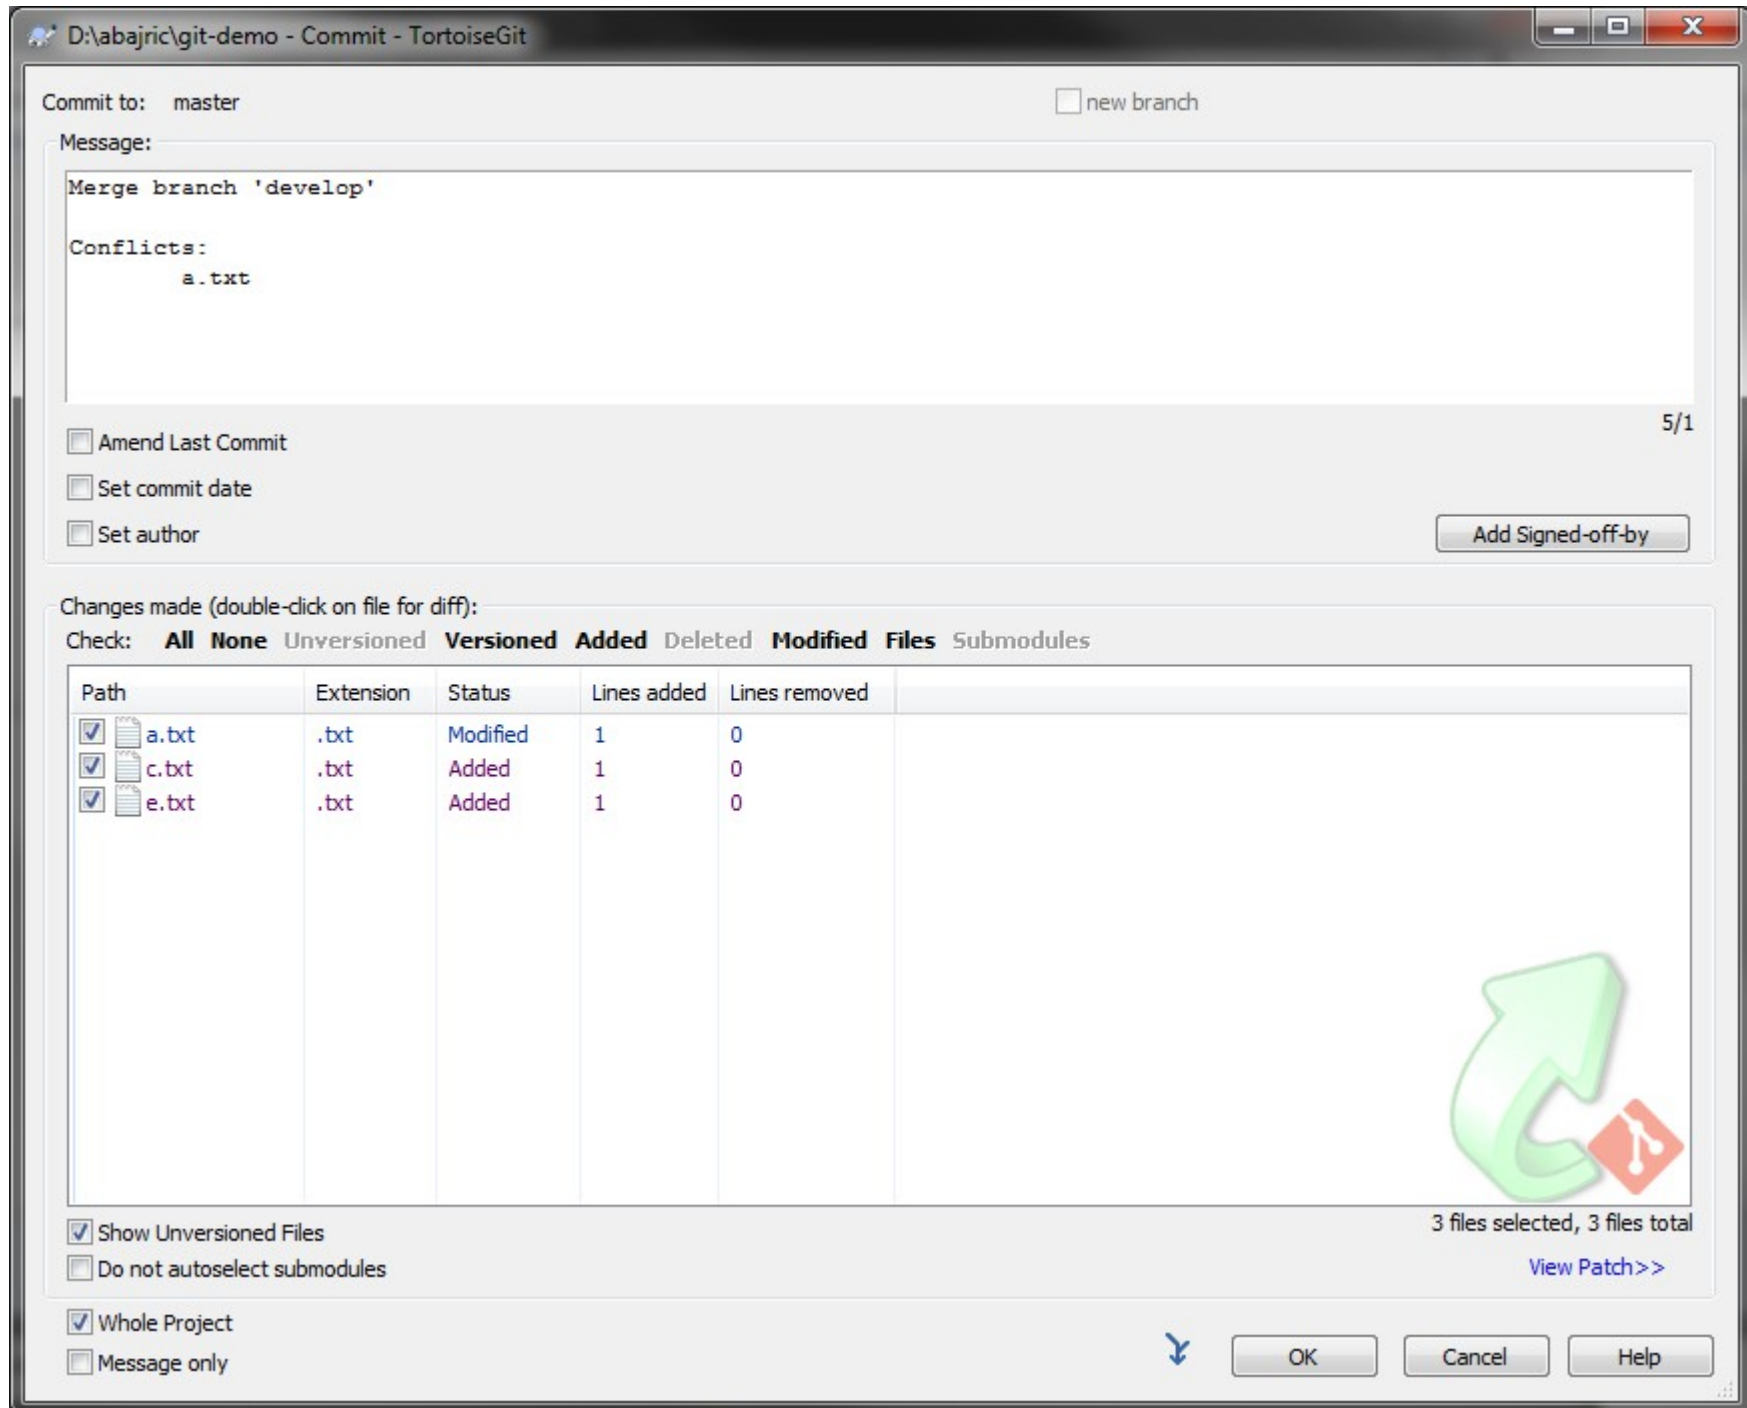 D:\abajric\git-demo - Commit - TortoiseGit
Commit to: master
new branch
Message:
Merge branch 'develop'
Conflicts:
a.txt
5/1
Amend Last Commit
Set commit date
Set author
Add Signed-off-by
Changes made (double-click on file for diff):
Check: All None Unversioned Versioned Added Deleted Modified Files Submodules
Path Extension Status Lines added Lines removed
a.txt .txt Modified 1 0
c.txt .txt Added 1 0
e.txt .txt Added 1 0
Show Unversioned Files
3 files selected, 3 files total
Do not autoselect submodules
View Patch>>
Whole Project
Message only
OK Cancel Help